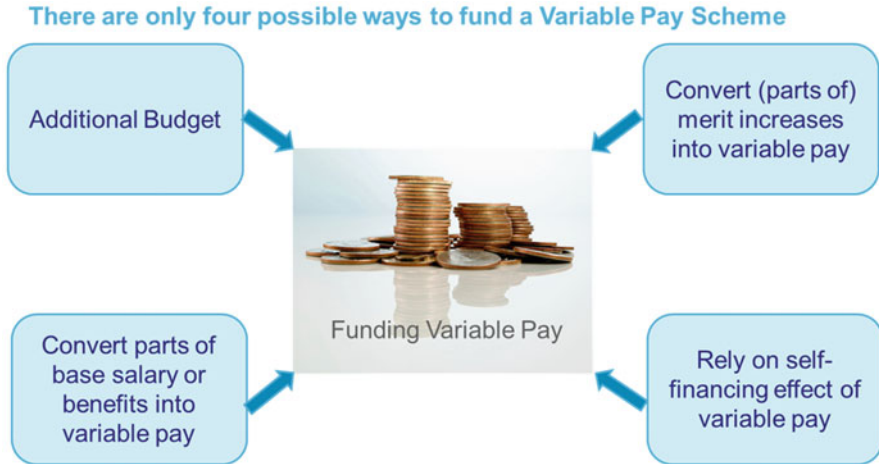 There are only four possible ways to fund a Variable Pay Scheme
Additional Budget
Convert (parts of)
merit increases
into variable pay
Funding Variable Pay
Convert parts of
base salary or
benefits into
variable pay
Rely on self-
financing effect of
variable pay